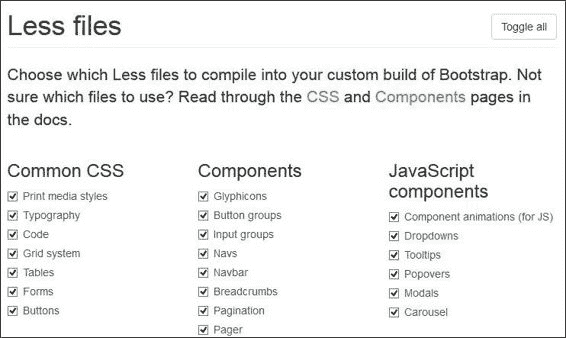 Less files
Toggle all
Choose which Less files to compile into your custom build of Bootstrap. Not
sure which files to use? Read through the CSS and Components pages in
the docs.
Common CSS
Print media styles
Typography
Code
Grid system
Tables
Forms
Buttons
Components
Glyphicons
Button groups
Input groups
Navs
Navbar
Breadcrumbs
Pagination
Pager
JavaScript
components
Component animations (for JS)
Dropdowns
Tooltips
Popovers
Modals
Carousel